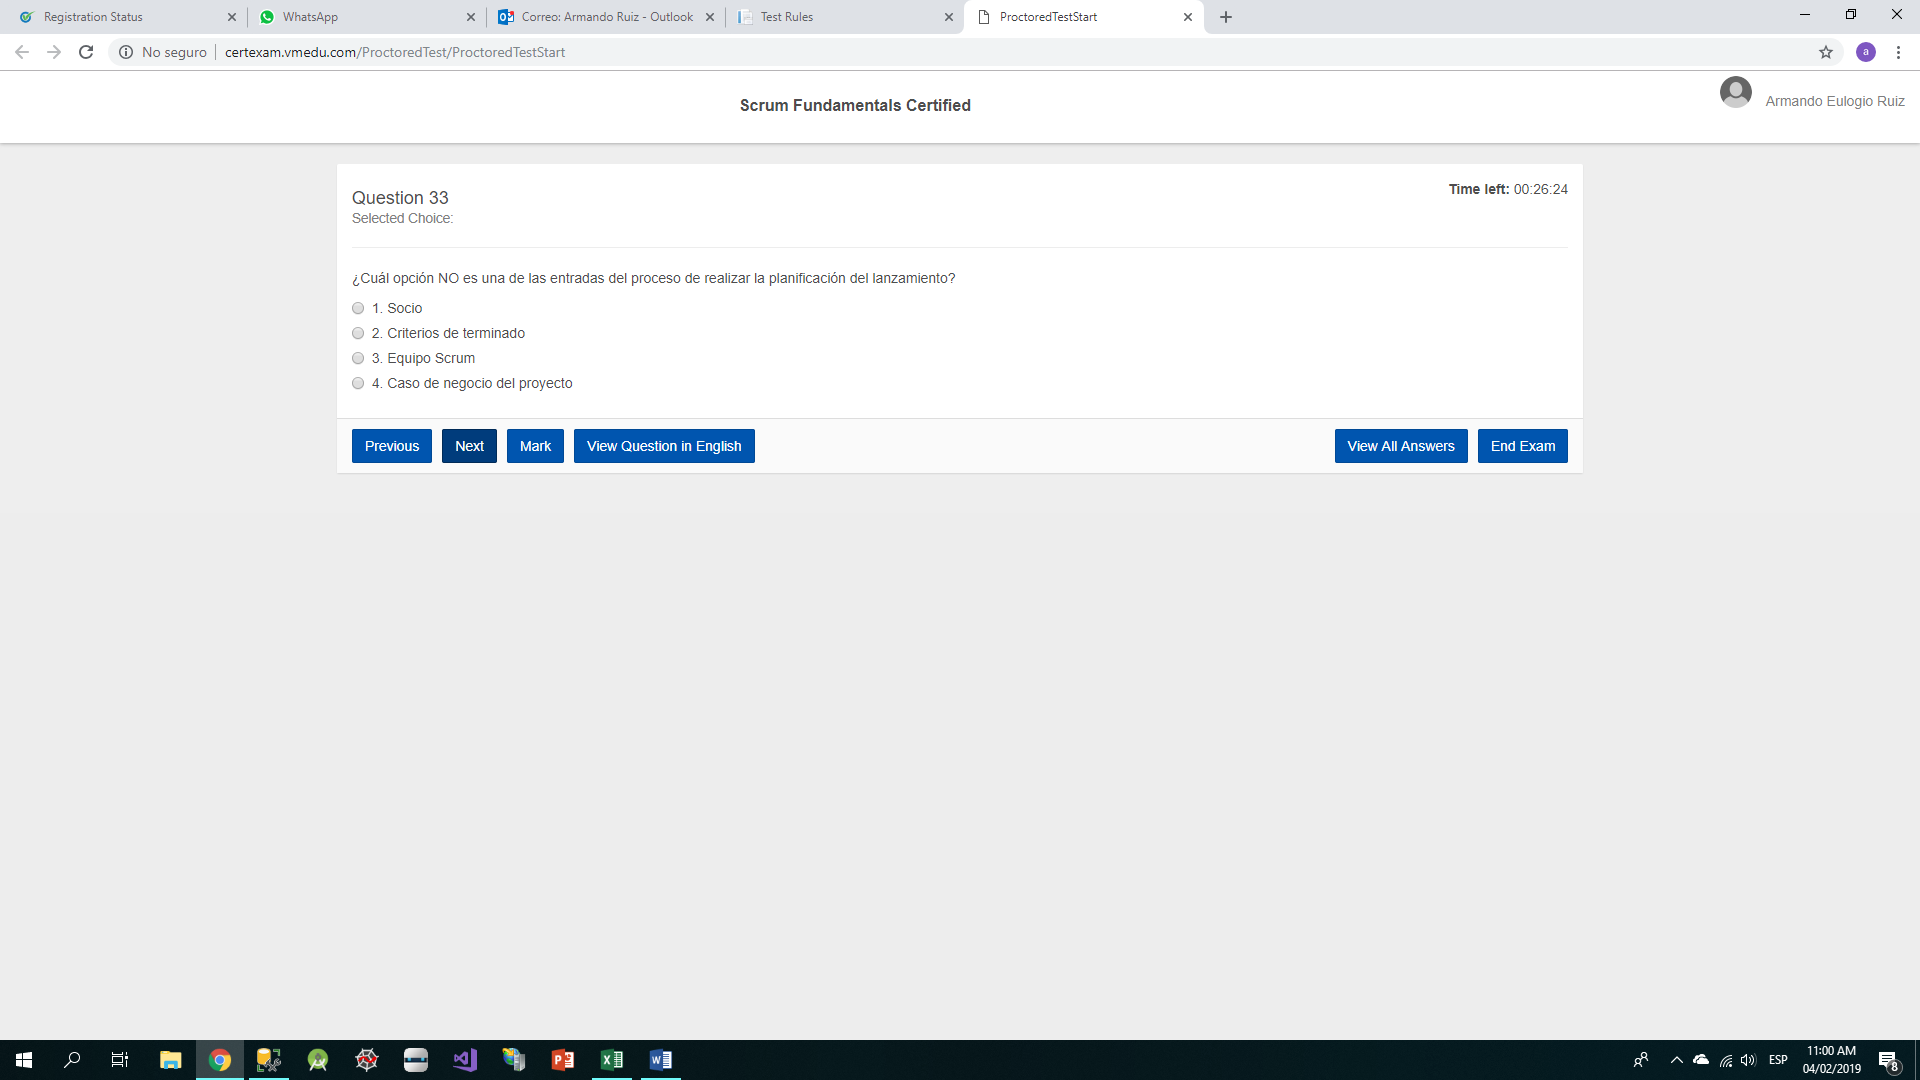 Registration Status
WhatsApp
Correo: Armando Ruiz - Outlook
Test Rules
ProctoredTestStart
No seguro
certexam.vmedu.com/ProctoredTest/ProctoredTestStart
a
Scrum Fundamentals Certified
Armando Eulogio Ruiz
Question 33
Time left: 00:26:24
Selected Choice:
¿Cuál opción NO es una de las entradas del proceso de realizar la planificación del lanzamiento?
1. Socio
2. Criterios de terminado
3. Equipo Scrum
4. Caso de negocio del proyecto
Previous
Next
Mark
View Question in English
View All Answers
End Exam
ESP
11:00 AM
04/02/2019
8